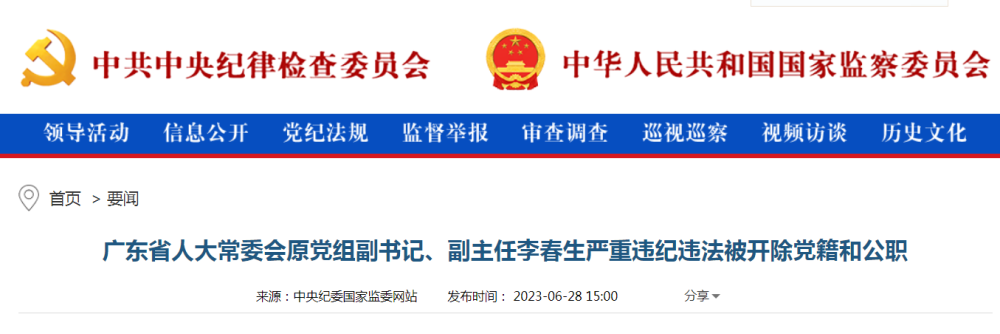 中共中央纪律检查委员会 中华人民共和国国家监察委员会
领导活动 信息公开 党纪法规 监督举报 审查调查 巡视巡察 视频访谈 历史文化
首页 > 要闻
广东省人大常委会原党组副书记、副主任李春生严重违纪违法被开除党籍和公职
来源：中央纪委国家监委网站 发布时间： 2023-06-28 15:00 分享